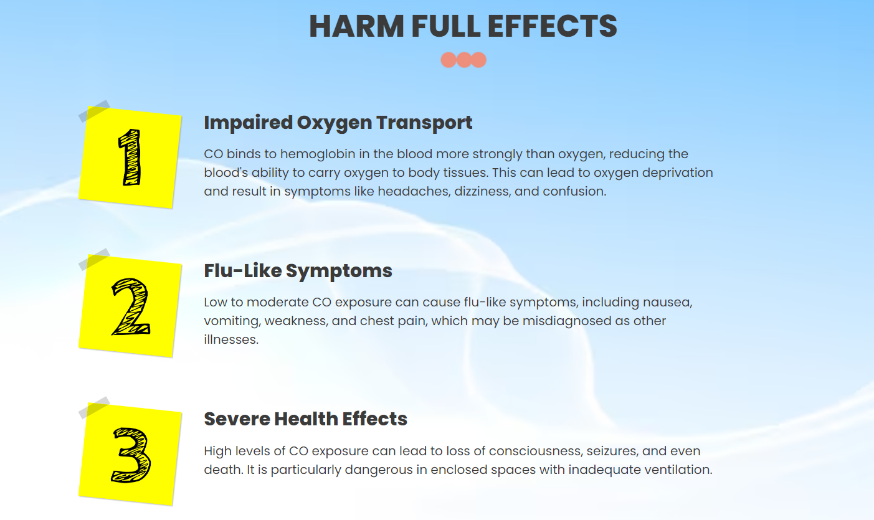 HARM FULL EFFECTS
1
Impaired Oxygen Transport
CO binds to hemoglobin in the blood more strongly than oxygen, reducing the
blood's ability to carry oxygen to body tissues. This can lead to oxygen deprivation
and result in symptoms like headaches, dizziness, and confusion.
2
Flu-Like Symptoms
Low to moderate CO exposure can cause flu-like symptoms, including nausea,
vomiting, weakness, and chest pain, which may be misdiagnosed as other
illnesses.
3
Severe Health Effects
High levels of CO exposure can lead to loss of consciousness, seizures, and even
death. It is particularly dangerous in enclosed spaces with inadequate ventilation.